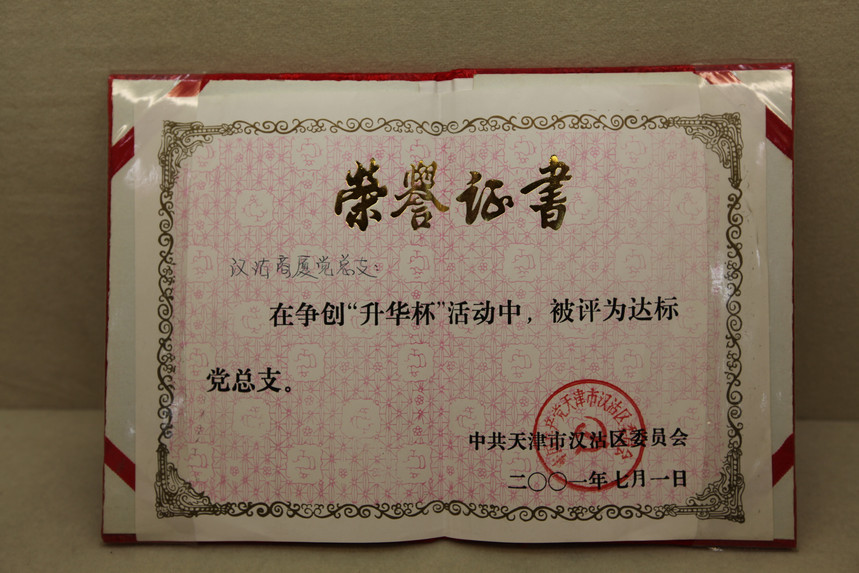 荣誉证书
汉沽商厦党总支：
在争创“升华杯”活动中，被评为达标
党总支。
中共天津市汉沽区委员会
二〇〇一年七月一日